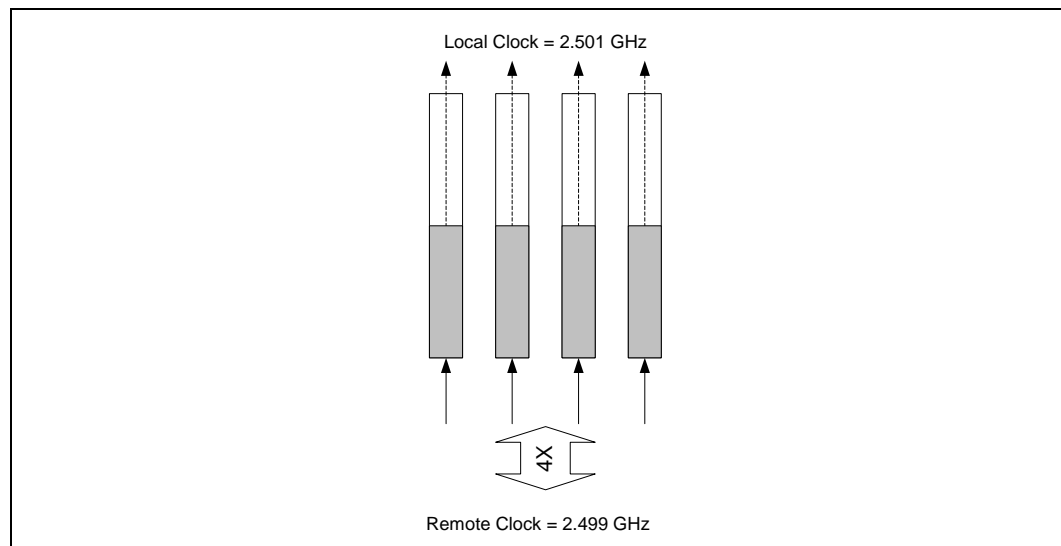 Local Clock = 2.501 GHz
4X
Remote Clock = 2.499 GHz